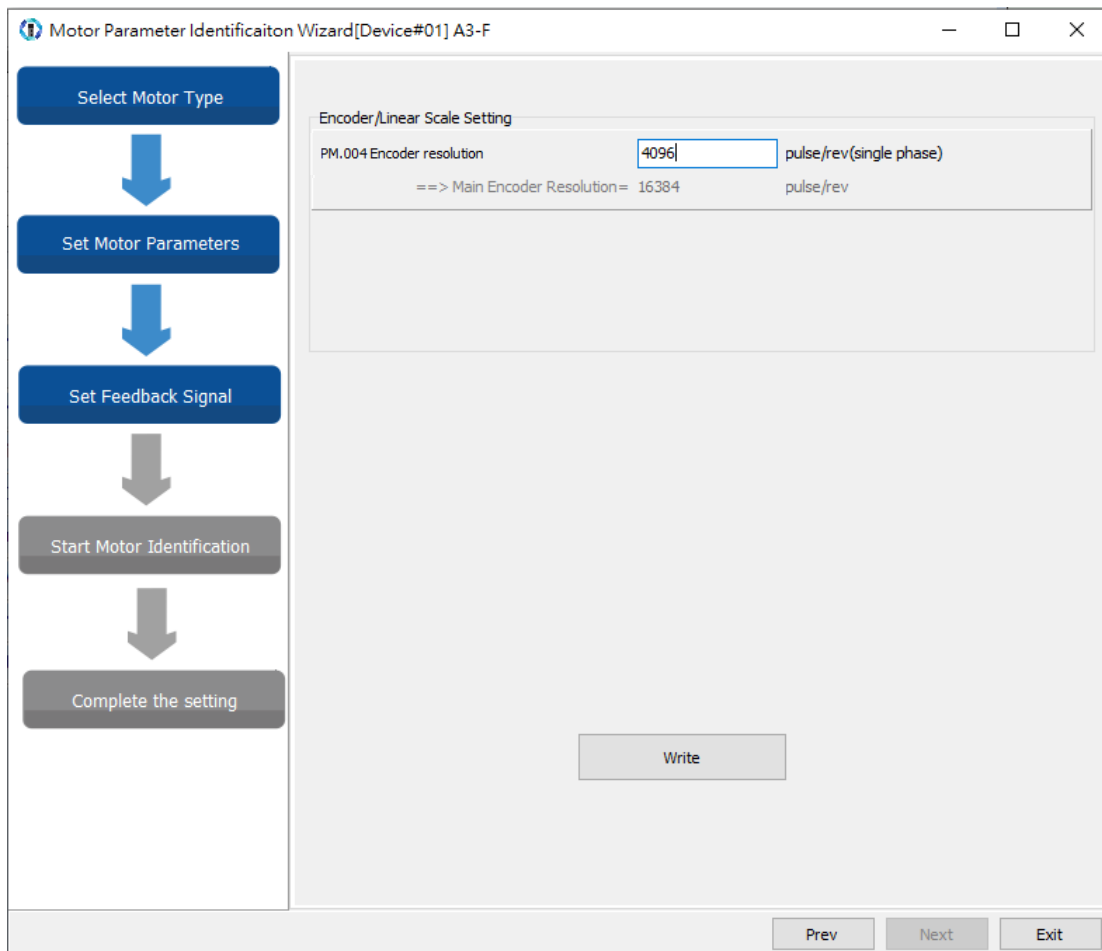 Motor Parameter Identificaiton Wizard[Device#01] A3-F
Select Motor Type
Set Motor Parameters
Set Feedback Signal
Start Motor Identification
Complete the setting
Encoder/Linear Scale Setting
PM.004 Encoder resolution 4096 pulse/rev(single phase)
==> Main Encoder Resolution= 16384 pulse/rev
Write
Prev Next Exit